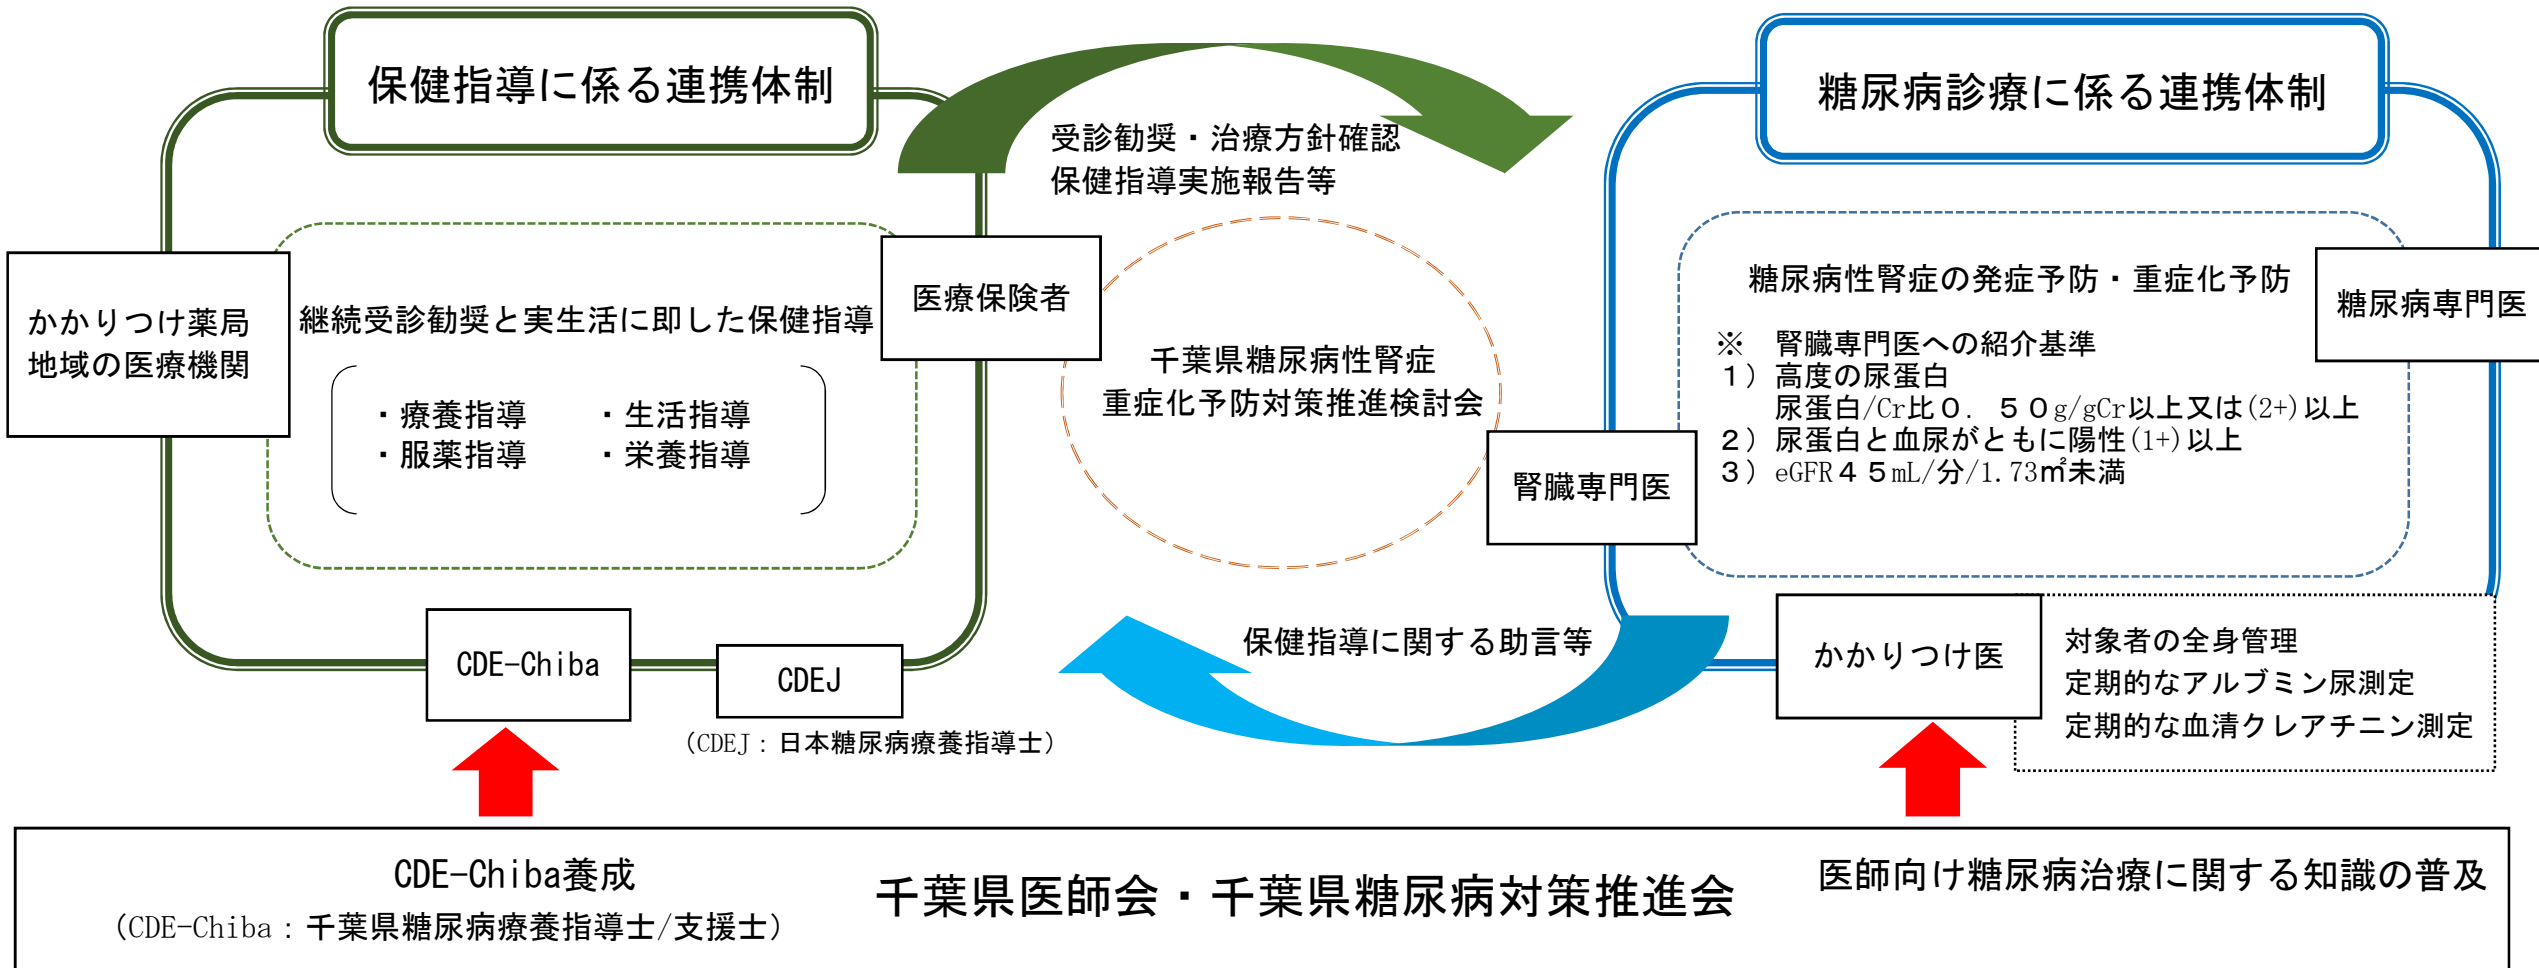 保健指導に係る連携体制
糖尿病診療に係る連携体制
受診勧奨・治療方針確認
保健指導実施報告等
かかりつけ薬局
地域の医療機関
継続受診勧奨と実生活に即した保健指導
・療養指導　・生活指導
・服薬指導　・栄養指導
医療保険者
千葉県糖尿病性腎症
重症化予防対策推進検討会
糖尿病性腎症の発症予防・重症化予防
糖尿病専門医
※　腎臓専門医への紹介基準
１）高度の尿蛋白
尿蛋白/Cr比０．５０g/gCr以上又は(2+)以上
２）尿蛋白と血尿がともに陽性(1+)以上
３）eGFR４５mL/分/1.73㎡未満
腎臓専門医
CDE-Chiba
CDEJ
（CDEJ：日本糖尿病療養指導士）
保健指導に関する助言等
かかりつけ医
対象者の全身管理
定期的なアルブミン尿測定
定期的な血清クレアチニン測定
CDE-Chiba養成
（CDE-Chiba：千葉県糖尿病療養指導士/支援士）
千葉県医師会・千葉県糖尿病対策推進会
医師向け糖尿病治療に関する知識の普及